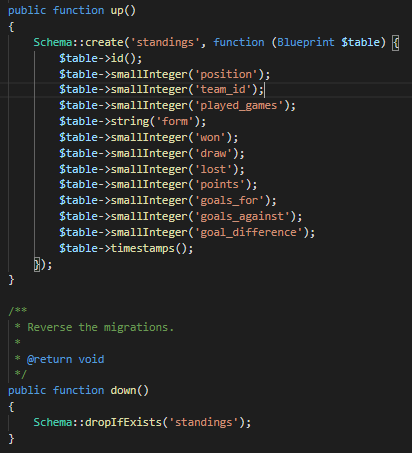 public function up()
{
    Schema::create('standings', function (Blueprint $table) {
        $table->id();
        $table->smallInteger('position');
        $table->smallInteger('team_id');
        $table->smallInteger('played_games');
        $table->string('form');
        $table->smallInteger('won');
        $table->smallInteger('draw');
        $table->smallInteger('lost');
        $table->smallInteger('points');
        $table->smallInteger('goals_for');
        $table->smallInteger('goals_against');
        $table->smallInteger('goal_difference');
        $table->timestamps();
    });
}

/**
 * Reverse the migrations.
 *
 * @return void
 */
public function down()
{
    Schema::dropIfExists('standings');
}